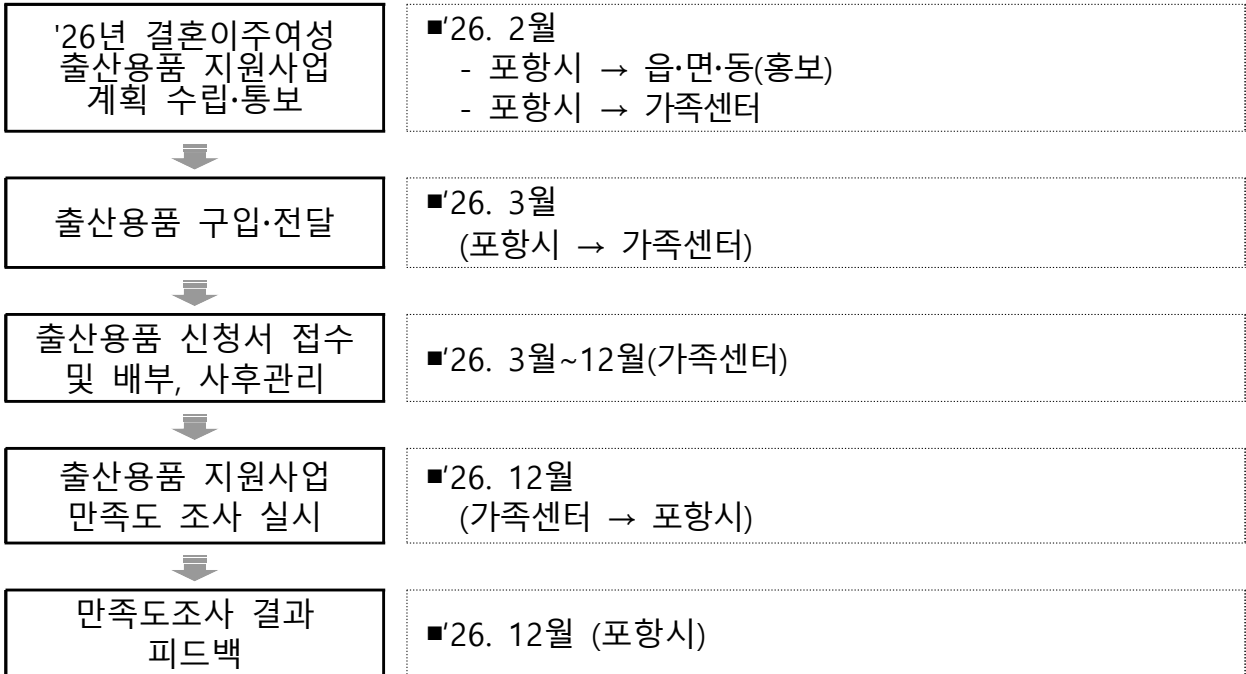 '26년 결혼이주여성
출산용품 지원사업
계획 수립·통보
■'26. 2월
- 포항시 → 읍·면·동(홍보)
- 포항시 → 가족센터
출산용품 구입·전달
■'26. 3월
(포항시 → 가족센터)
출산용품 신청서 접수
및 배부, 사후관리
■'26. 3월~12월(가족센터)
출산용품 지원사업
만족도 조사 실시
■'26. 12월
(가족센터 → 포항시)
만족도조사 결과
피드백
■'26. 12월 (포항시)